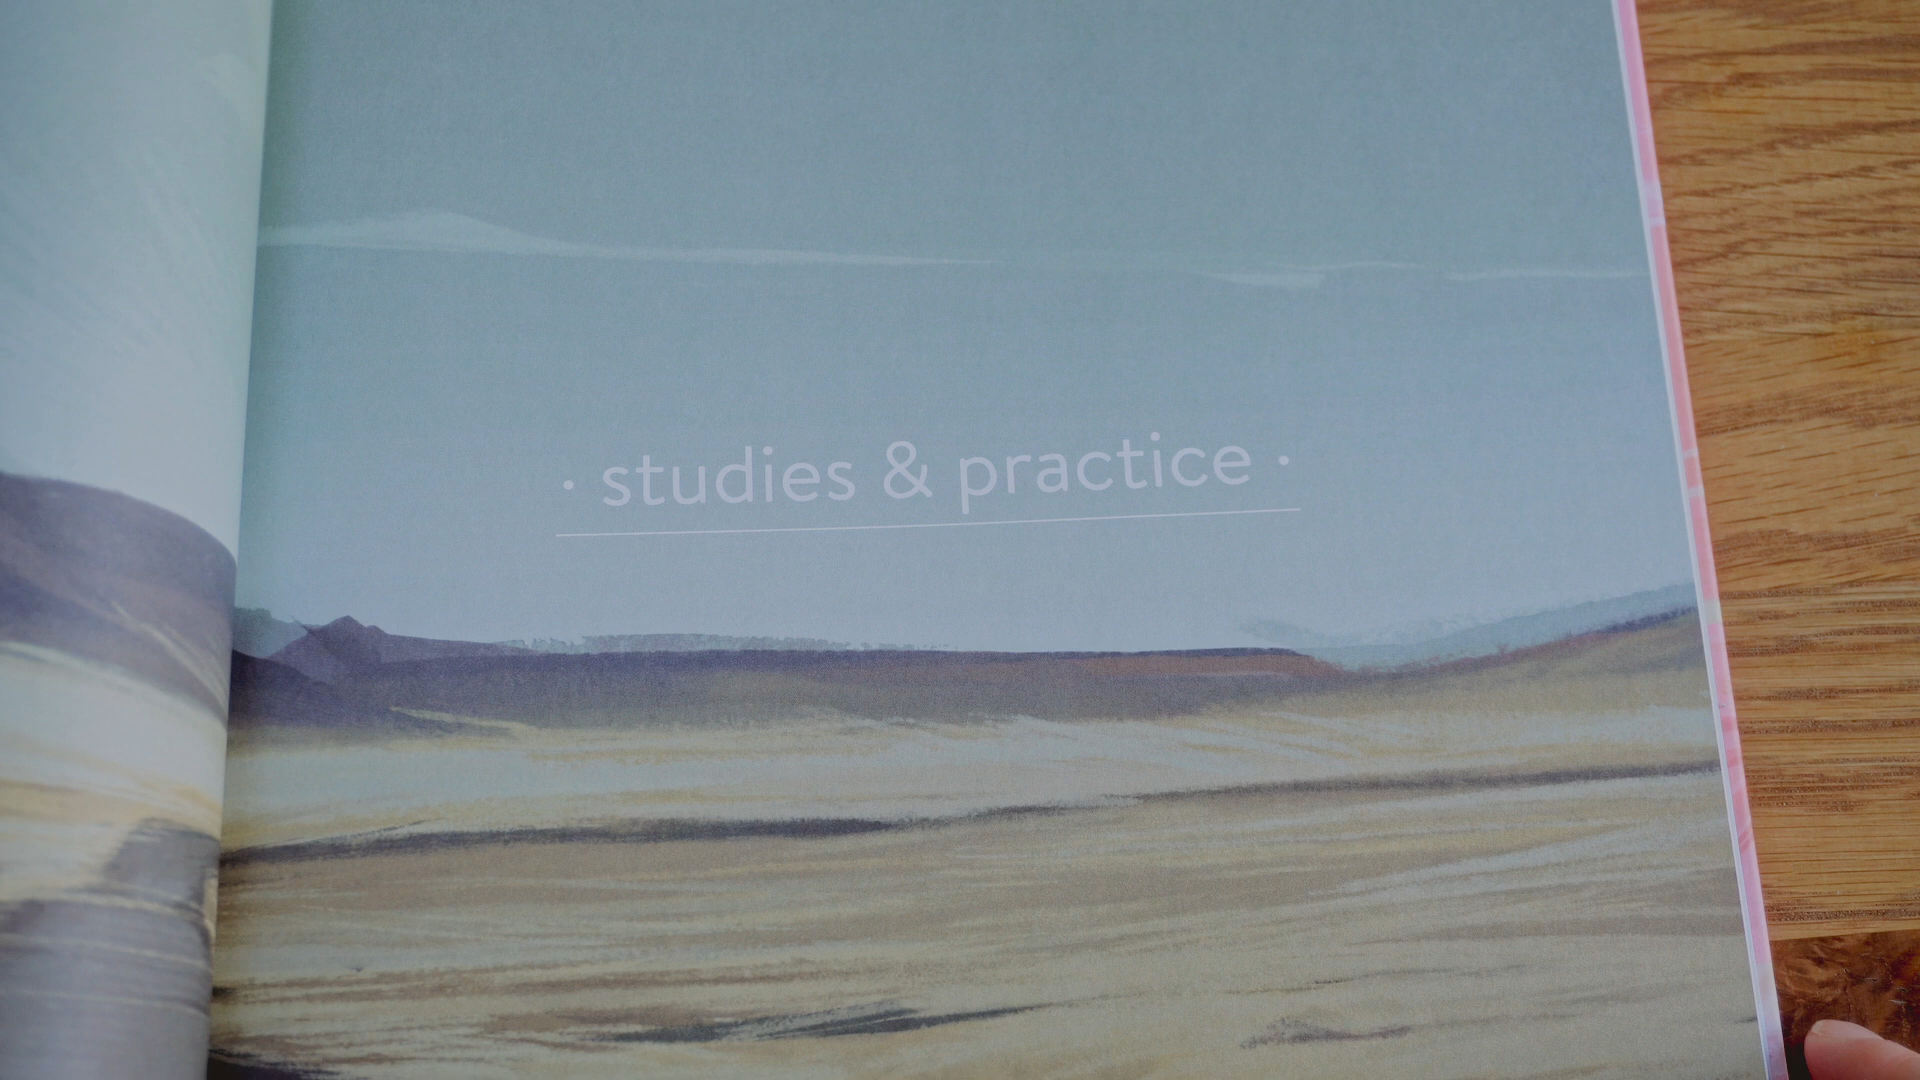 · studies & practice ·